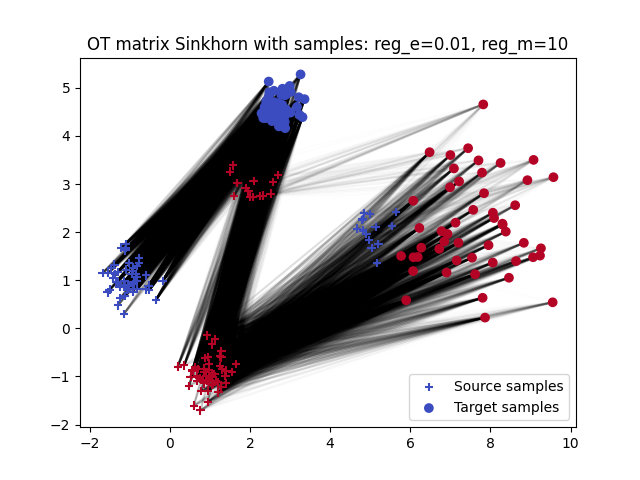 OT matrix Sinkhorn with samples: reg_e=0.01, reg_m=10
5
4
3
2
1
0
−1
−2
Source samples
Target samples
−2 0 2 4 6 8 10